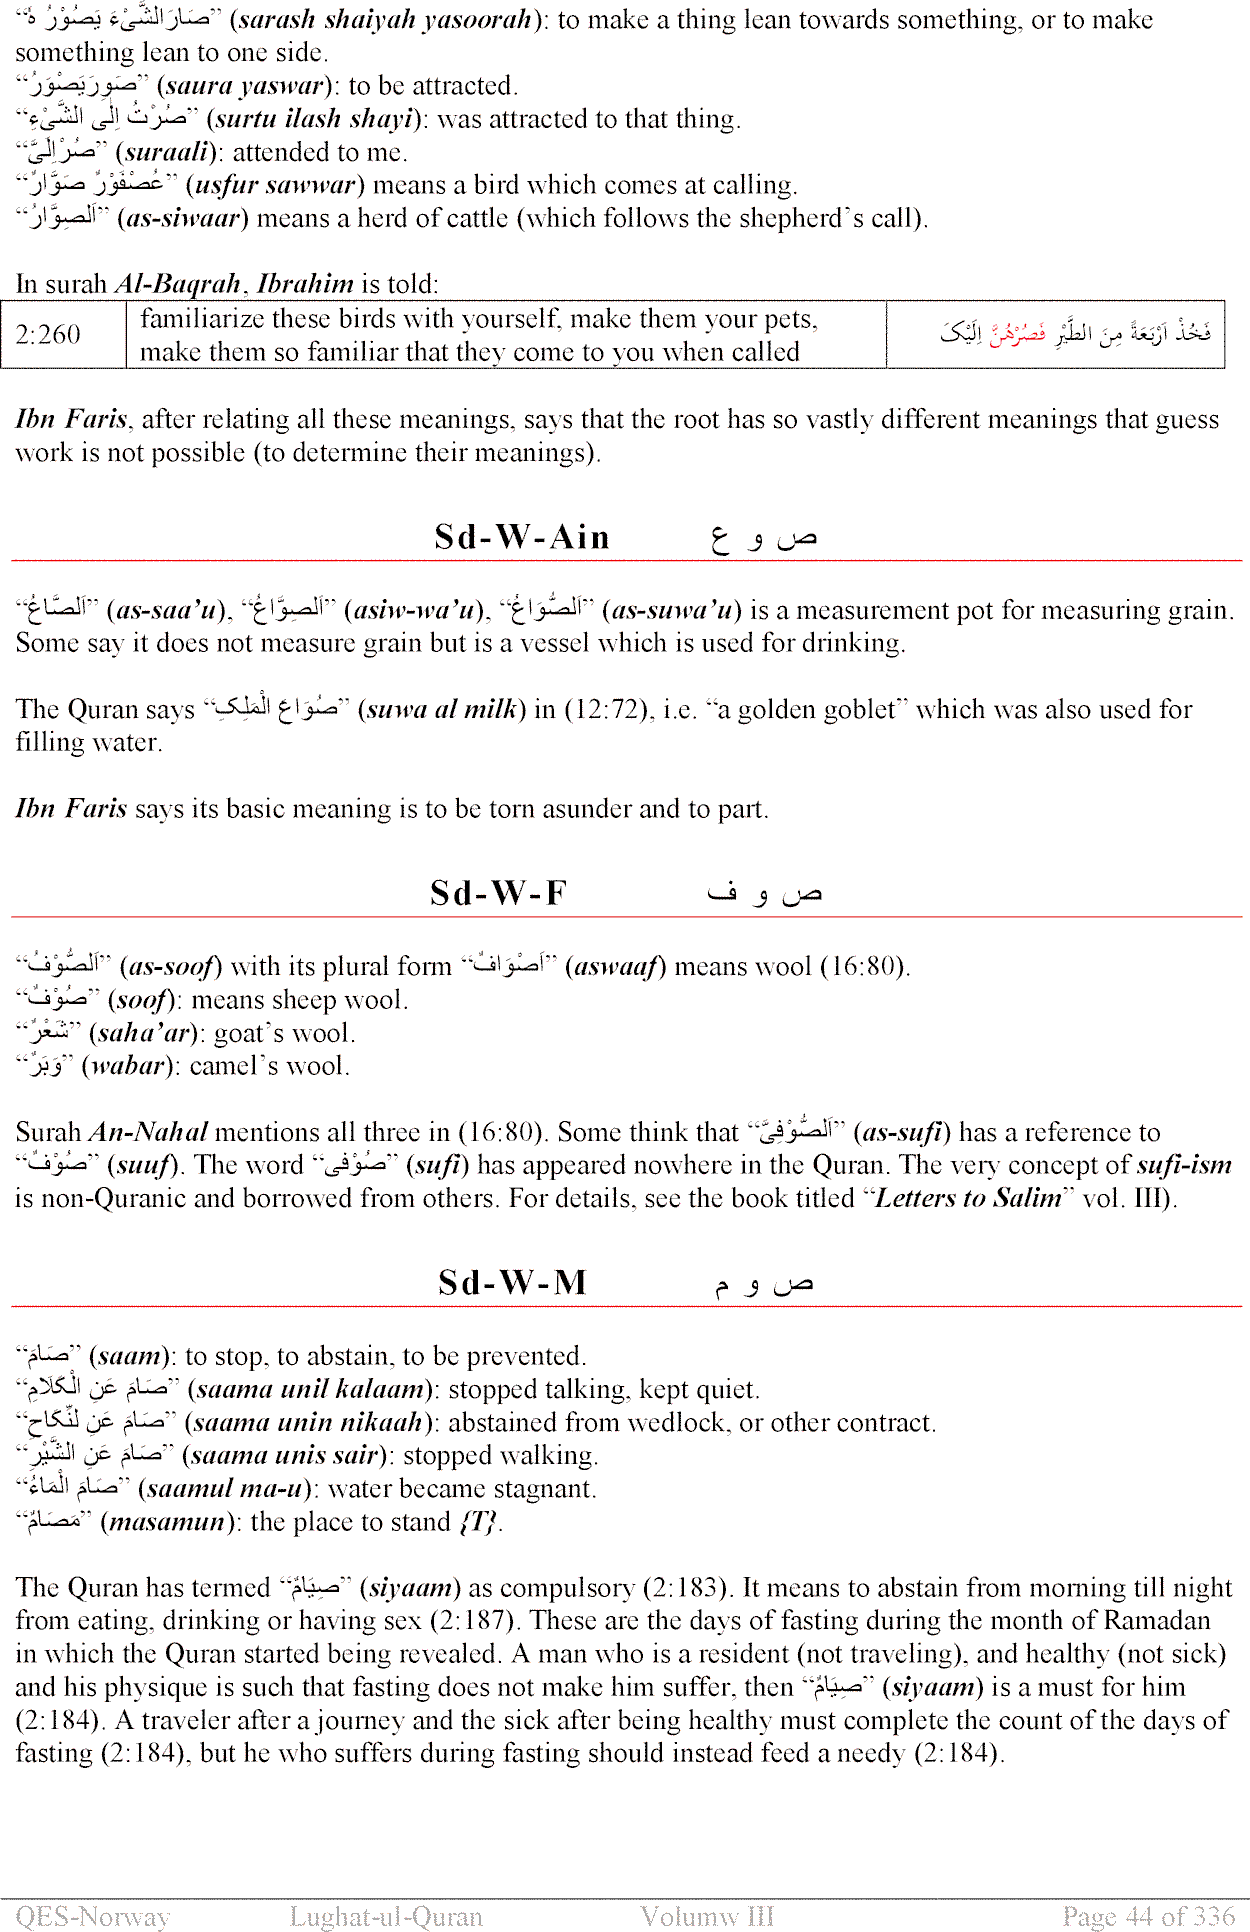 “صَارَالشَّیْءَ یَصُوْرُ ہٗ” (sarash shaiyah yasoorah): to make a thing lean towards something, or to make
something lean to one side.
“صَوِرَیَصْوَرُ” (saura yaswar): to be attracted.
“صُرْتُ اِلَی الشَّیْءِ” (surtu ilash shayi): was attracted to that thing.
“صُرْاِلَیَّ” (suraali): attended to me.
“عُصْفُوْرٌ صَوَّارٌ” (usfur sawwar) means a bird which comes at calling.
“اَلصِوَّارُ” (as-siwaar) means a herd of cattle (which follows the shepherd’s call).
In surah Al-Baqrah, Ibrahim is told:
2:260 familiarize these birds with yourself, make them your pets, فَخُذْ اَرْبَعَةً مِنَ الطَّیْرِ فَصُرْھُنَّ اِلَیْکَ
make them so familiar that they come to you when called
Ibn Faris, after relating all these meanings, says that the root has so vastly different meanings that guess
work is not possible (to determine their meanings).
Sd-W-Ain ص و ع
“اَلصَّاعُ” (as-saa’u), “اَلصِوَّاعُ” (asiw-wa’u), “اَلصُّوَاعُ” (as-suwa’u) is a measurement pot for measuring grain.
Some say it does not measure grain but is a vessel which is used for drinking.
The Quran says “صُوَاع الْمَلِکِ” (suwa al milk) in (12:72), i.e. “a golden goblet” which was also used for
filling water.
Ibn Faris says its basic meaning is to be torn asunder and to part.
Sd-W-F ص و ف
“اَلصُّوْفُ” (as-soof) with its plural form “اَصْوَافٌ” (aswaaf) means wool (16:80).
“صُوْفٌ” (soof): means sheep wool.
“شَعْرٌ” (saha’ar): goat’s wool.
“وَبَرٌ” (wabar): camel’s wool.
Surah An-Nahal mentions all three in (16:80). Some think that “اَلصُّوْفِیَّ” (as-sufi) has a reference to
“صُوْفٌ” (suuf). The word “صُوْفی” (sufi) has appeared nowhere in the Quran. The very concept of sufi-ism
is non-Quranic and borrowed from others. For details, see the book titled “Letters to Salim” vol. III).
Sd-W-M ص و م
“صَامَ” (saam): to stop, to abstain, to be prevented.
“صَامَ عَنِ الْکَلَامِ” (saama unil kalaam): stopped talking, kept quiet.
“صَامَ عَنِ لنِّکَاحِ” (saama unin nikaah): abstained from wedlock, or other contract.
“صَامَ عَنِ الشَّیْرِ” (saama unis sair): stopped walking.
“صَامَ الْمَاءُ” (saamul ma-u): water became stagnant.
“مَصَامٌ” (masamun): the place to stand {T}.
The Quran has termed “صِیَامٌ” (siyaam) as compulsory (2:183). It means to abstain from morning till night
from eating, drinking or having sex (2:187). These are the days of fasting during the month of Ramadan
in which the Quran started being revealed. A man who is a resident (not traveling), and healthy (not sick)
and his physique is such that fasting does not make him suffer, then “صِیَامٌ” (siyaam) is a must for him
(2:184). A traveler after a journey and the sick after being healthy must complete the count of the days of
fasting (2:184), but he who suffers during fasting should instead feed a needy (2:184).
QES-Norway Lughat-ul-Quran Volumw III Page 44 of 336